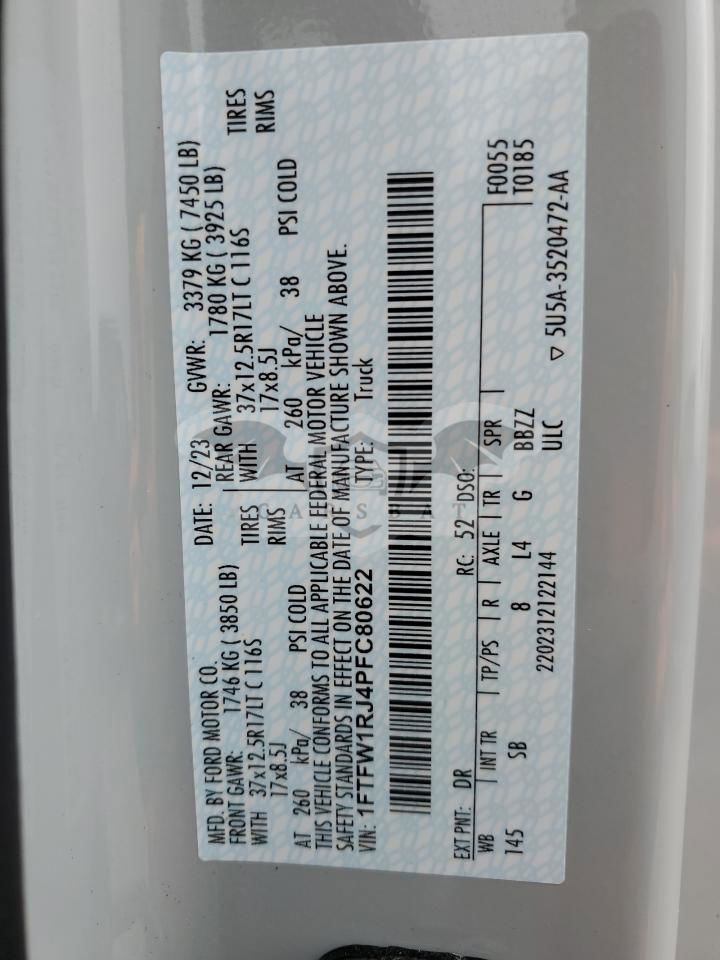 MFD. BY FORD MOTOR CO. DATE: 12/23 GVWR: 3379 KG ( 7450 LB)
FRONT GAWR: 1746 KG ( 3850 LB) REAR GAWR: 1780 KG ( 3925 LB)
WITH 37x12.5R17LT C 116S TIRES WITH 37x12.5R17LT C 116S TIRES
17x8.5J RIMS 17x8.5J RIMS
AT 260 kPa/ 38 PSI COLD AT 260 kPa/ 38 PSI COLD
THIS VEHICLE CONFORMS TO ALL APPLICABLE FEDERAL MOTOR VEHICLE
SAFETY STANDARDS IN EFFECT ON THE DATE OF MANUFACTURE SHOWN ABOVE.
VIN: 1FTFW1RJ4PFC80622 TYPE: Truck
CARSBAT
EXT PNT: DR RC: 52 DSO: F0055
WB INT TR TP/PS R AXLE TR SPR T0185
145 SB 8 L4 G BBZZ
2202312122144 ULC ▽ 5U5A-3520472-AA